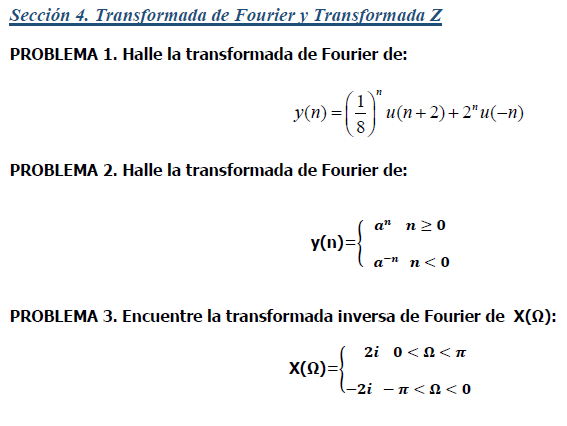 Sección 4. Transformada de Fourier y Transformada Z
PROBLEMA 1. Halle la transformada de Fourier de:
y(n) = (1/8)ⁿ u(n+2) + 2ⁿ u(−n)
PROBLEMA 2. Halle la transformada de Fourier de:
y(n)={ aⁿ n ≥ 0
a⁻ⁿ n < 0
PROBLEMA 3. Encuentre la transformada inversa de Fourier de X(Ω):
X(Ω)={ 2i 0 < Ω < π
−2i − π < Ω < 0